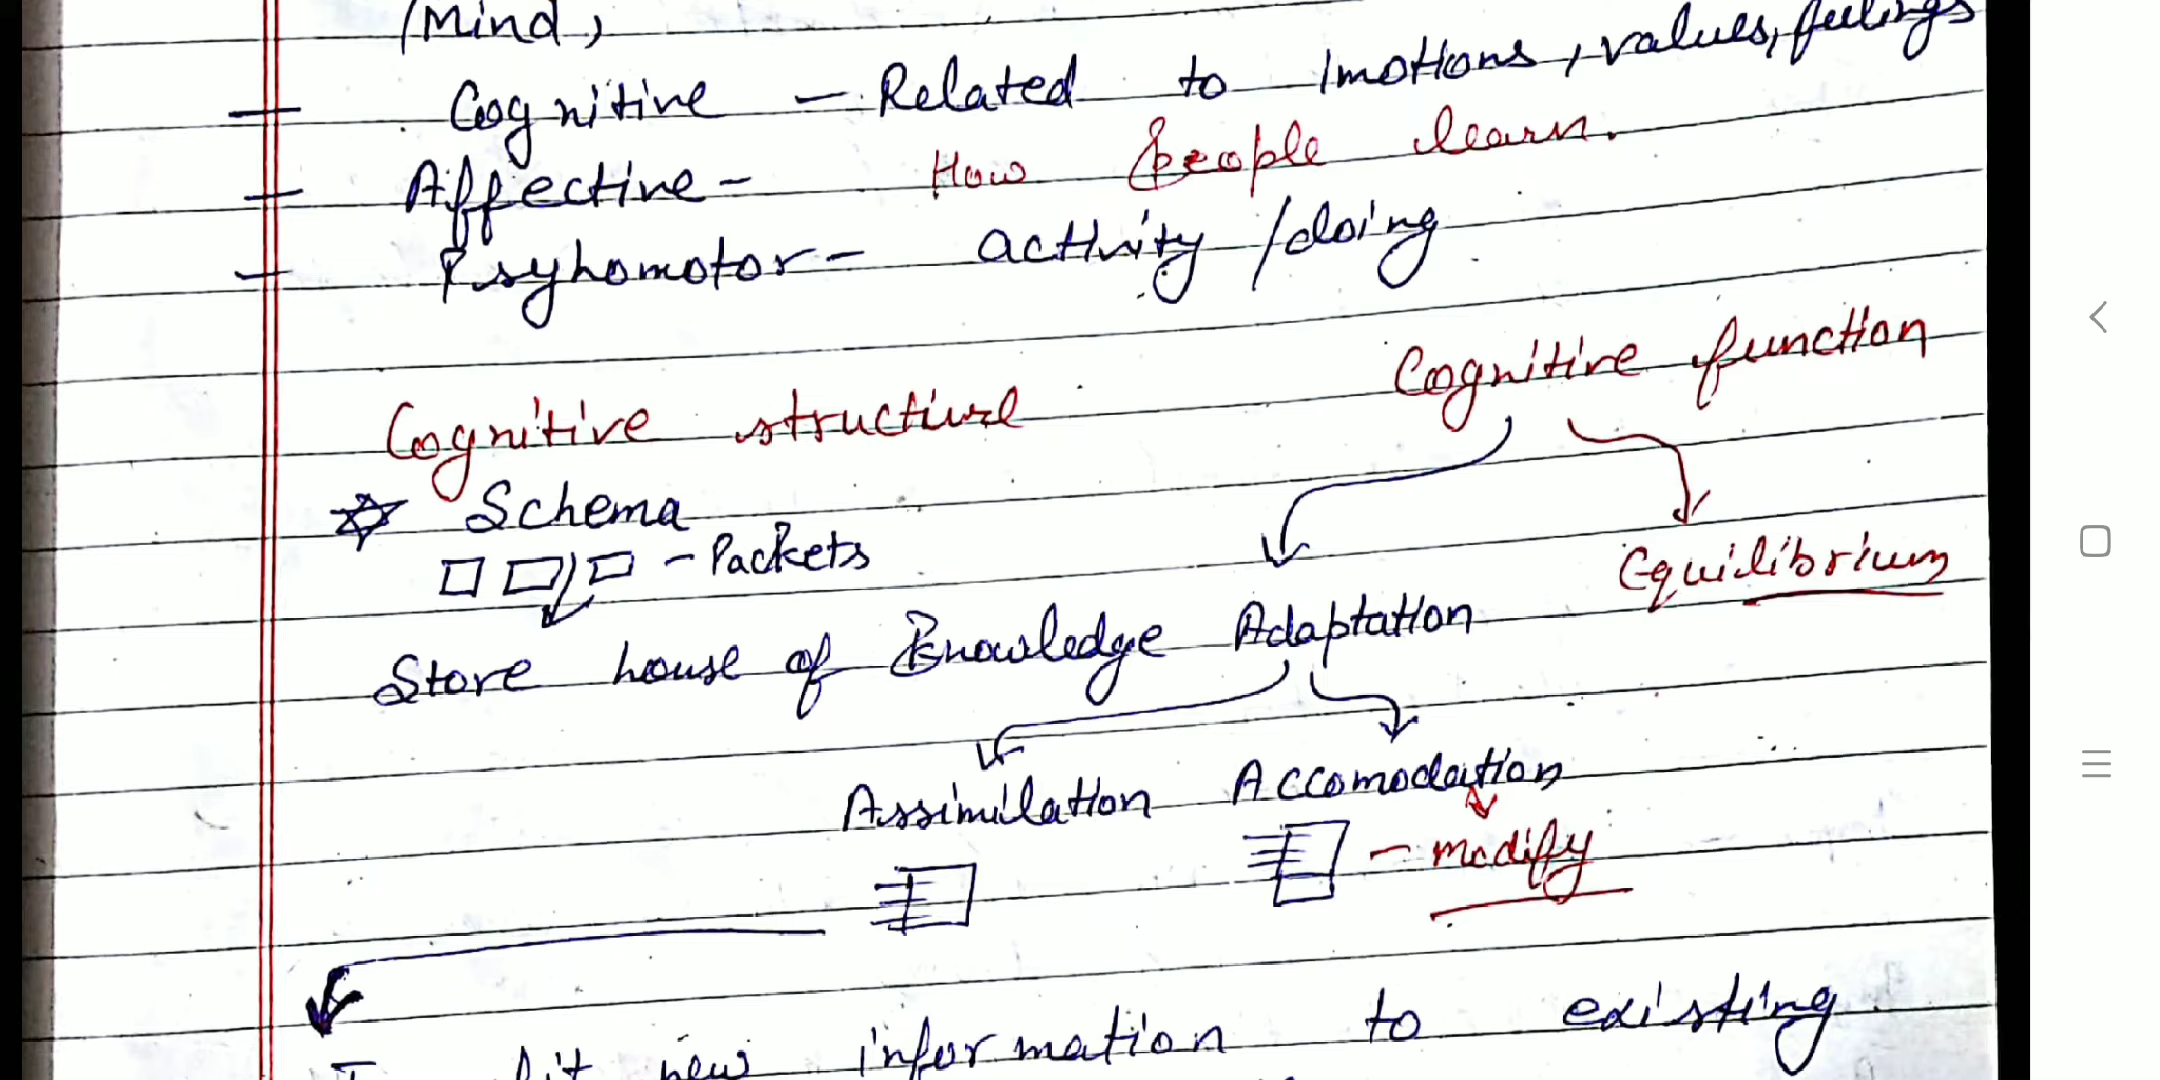 (Mind)
— Cognitive — Related to Imotions, values, feelings
— Affective - How People learn.
— Psyhomotor - activity / doing
Cognitive structure
Cognitive function
Schema
- Packets
Equilibrium
Store house of Knowledge
Adaptation
Assimilation
Accomodation
- modify
fit new information to existing